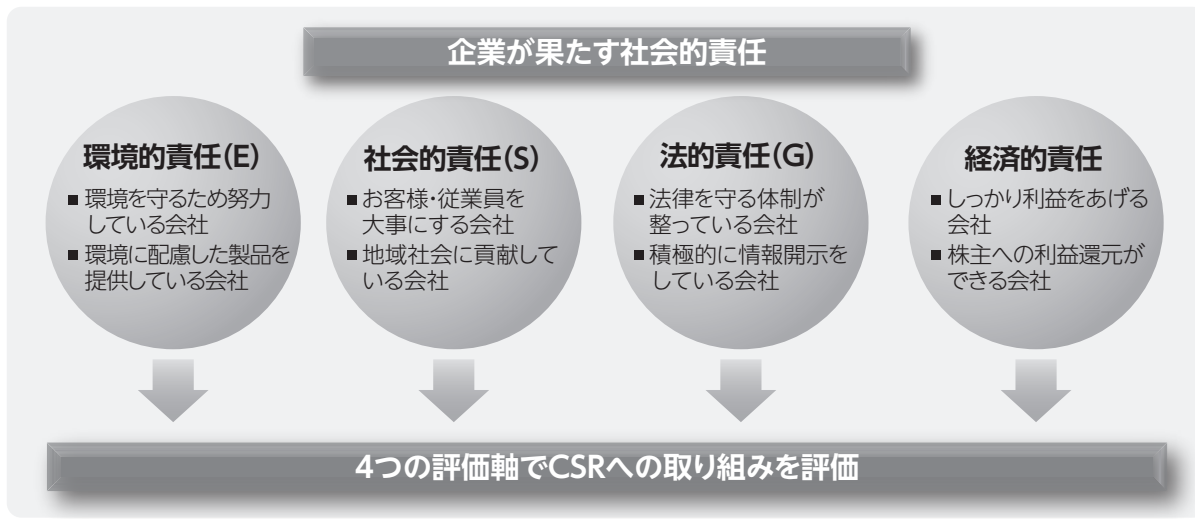 企業が果たす社会的責任
環境的責任(E)
■ 環境を守るため努力
している会社
■ 環境に配慮した製品を
提供している会社
社会的責任(S)
■ お客様・従業員を
大事にする会社
■ 地域社会に貢献して
いる会社
法的責任(G)
■ 法律を守る体制が
整っている会社
■ 積極的に情報開示を
している会社
経済的責任
■ しっかり利益をあげる
会社
■ 株主への利益還元が
できる会社
4つの評価軸でCSRへの取り組みを評価